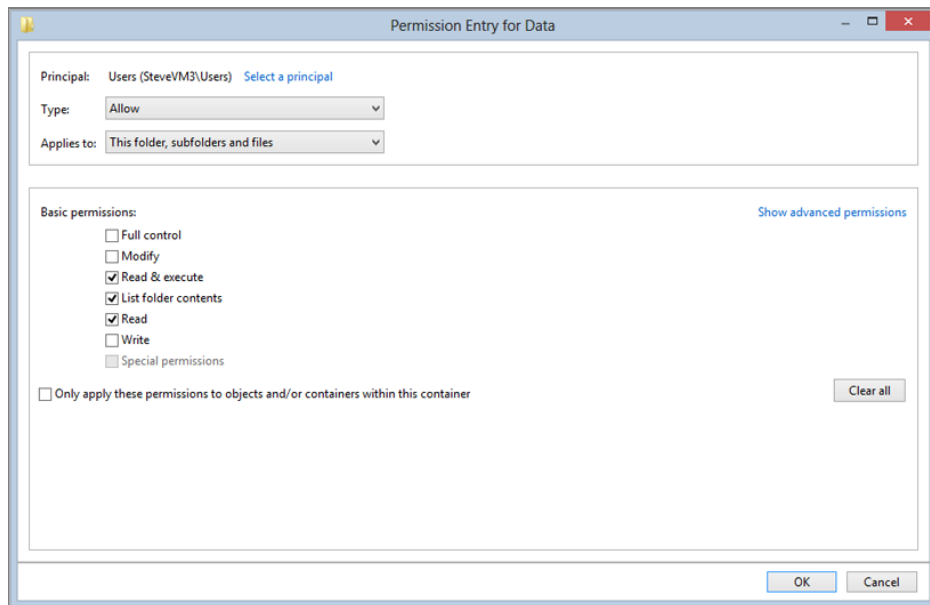 Permission Entry for Data
Principal: Users (SteveVM3\Users) Select a principal
Type: Allow
Applies to: This folder, subfolders and files
Basic permissions: Show advanced permissions
Full control
Modify
Read & execute
List folder contents
Read
Write
Special permissions
Only apply these permissions to objects and/or containers within this container Clear all
OK Cancel